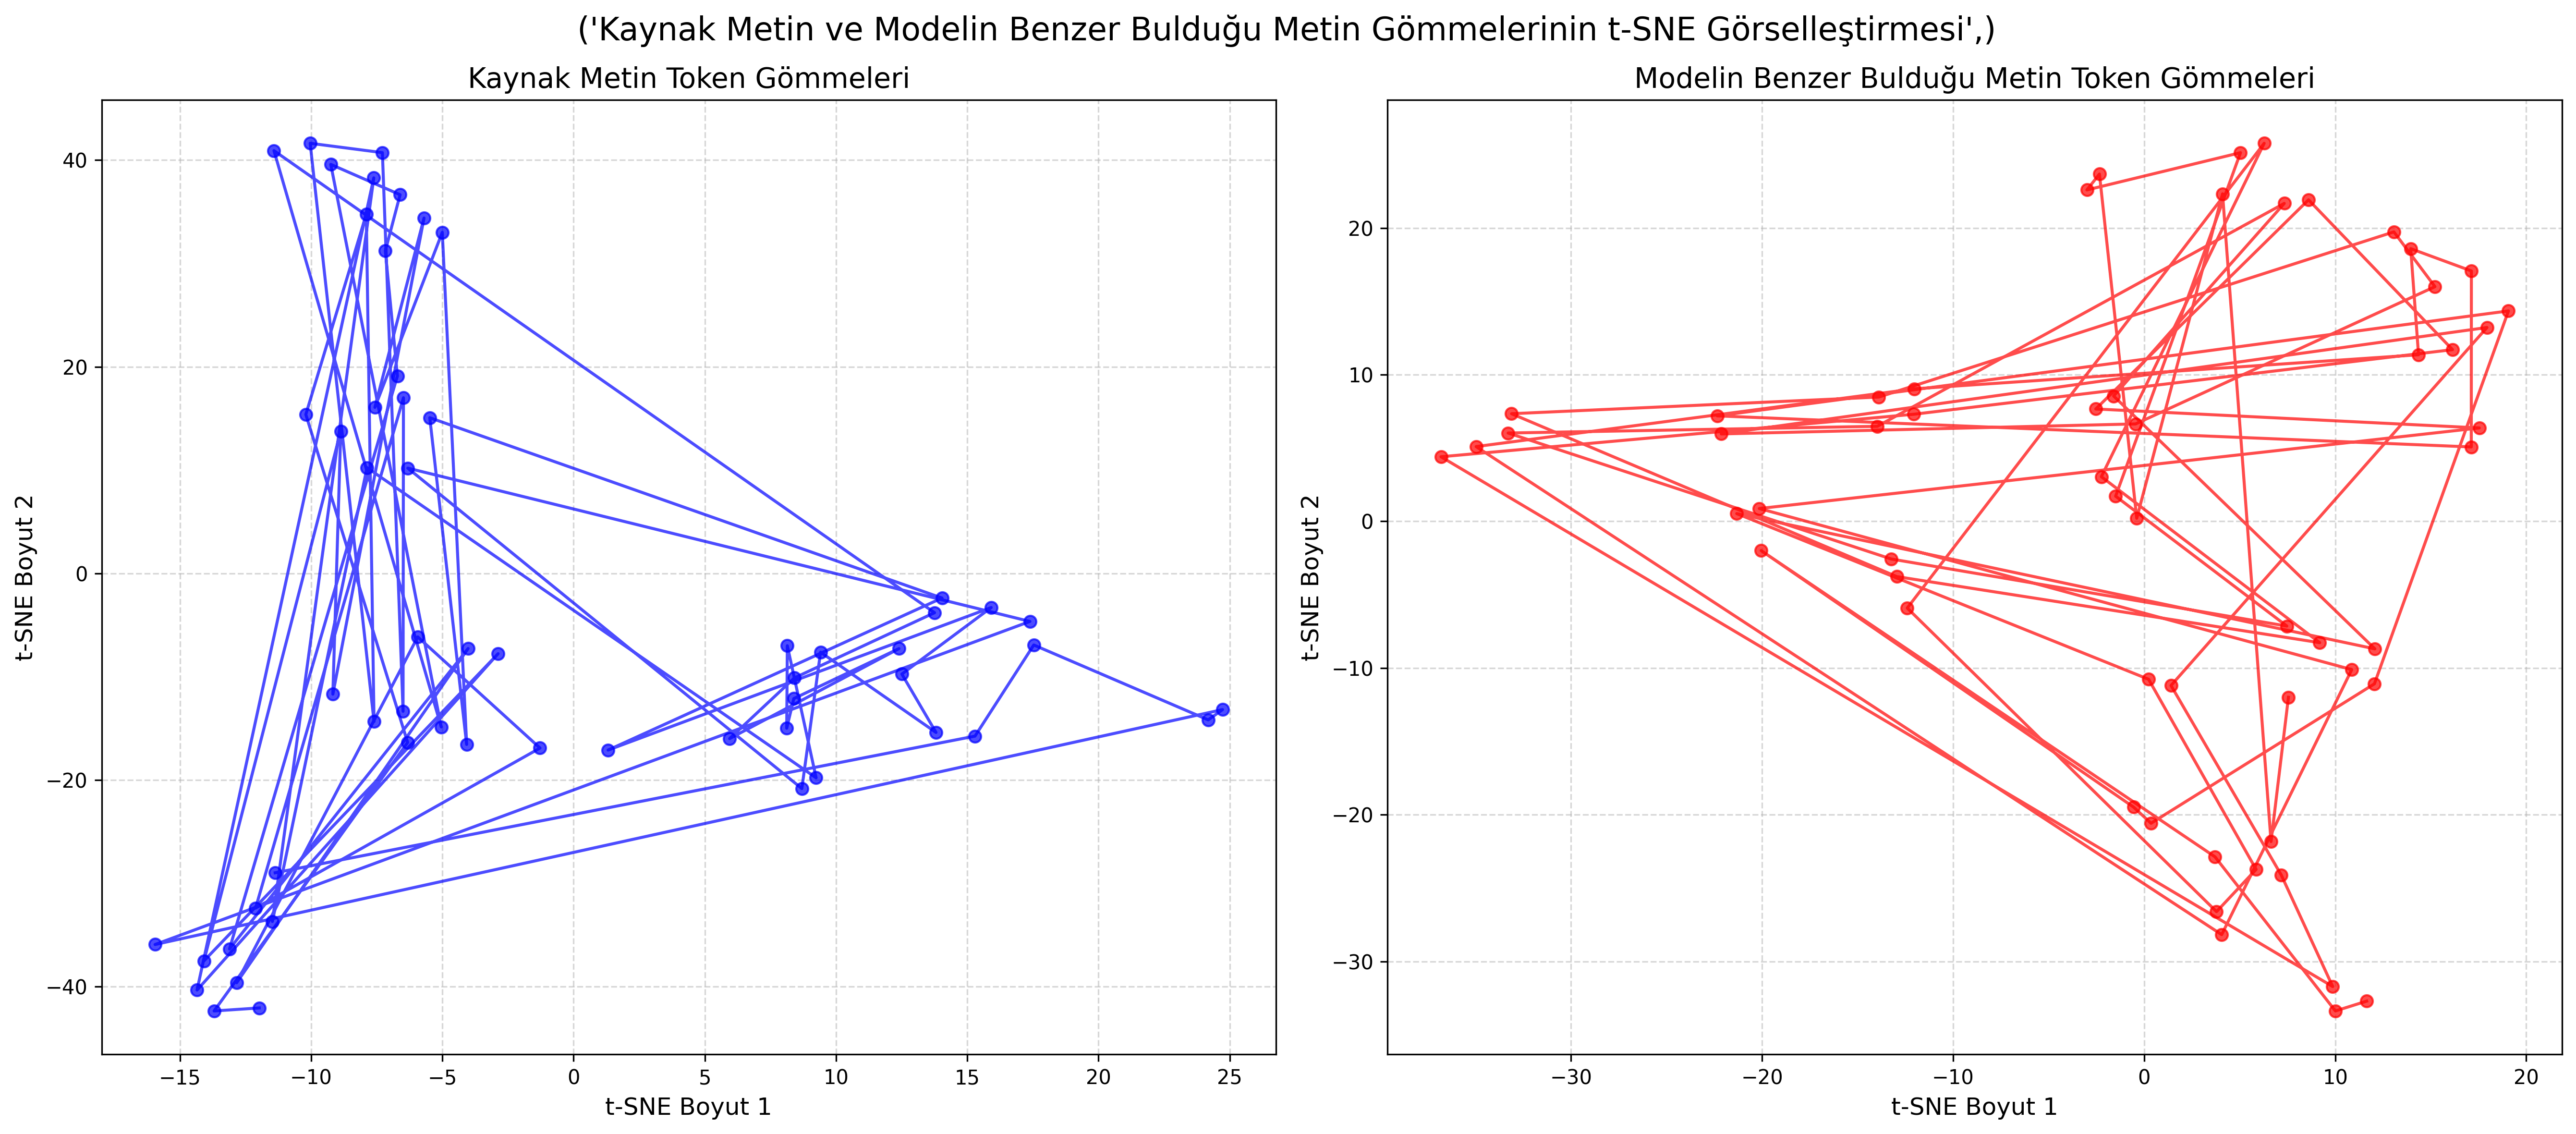 ('Kaynak Metin ve Modelin Benzer Bulduğu Metin Gömmelerinin t-SNE Görselleştirmesi',)
Kaynak Metin Token Gömmeleri
40
20
0
−20
−40
t-SNE Boyut 2
−15 −10 −5 0 5 10 15 20 25
t-SNE Boyut 1
Modelin Benzer Bulduğu Metin Token Gömmeleri
20
10
0
−10
−20
−30
t-SNE Boyut 2
−30 −20 −10 0 10 20
t-SNE Boyut 1